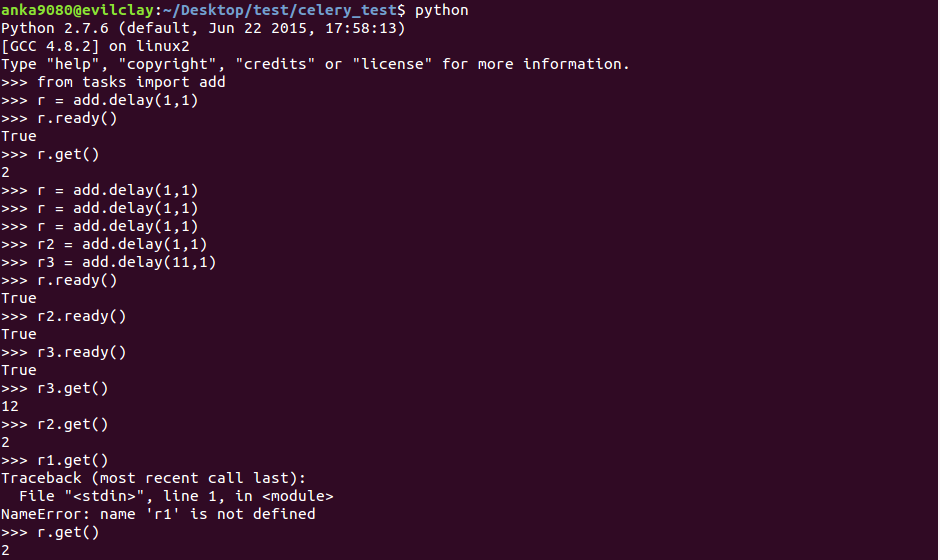 anka9080@evilclay:~/Desktop/test/celery_test$ python
Python 2.7.6 (default, Jun 22 2015, 17:58:13)
[GCC 4.8.2] on linux2
Type "help", "copyright", "credits" or "license" for more information.
>>> from tasks import add
>>> r = add.delay(1,1)
>>> r.ready()
True
>>> r.get()
2
>>> r = add.delay(1,1)
>>> r = add.delay(1,1)
>>> r = add.delay(1,1)
>>> r2 = add.delay(1,1)
>>> r3 = add.delay(11,1)
>>> r.ready()
True
>>> r2.ready()
True
>>> r3.ready()
True
>>> r3.get()
12
>>> r2.get()
2
>>> r1.get()
Traceback (most recent call last):
  File "<stdin>", line 1, in <module>
NameError: name 'r1' is not defined
>>> r.get()
2